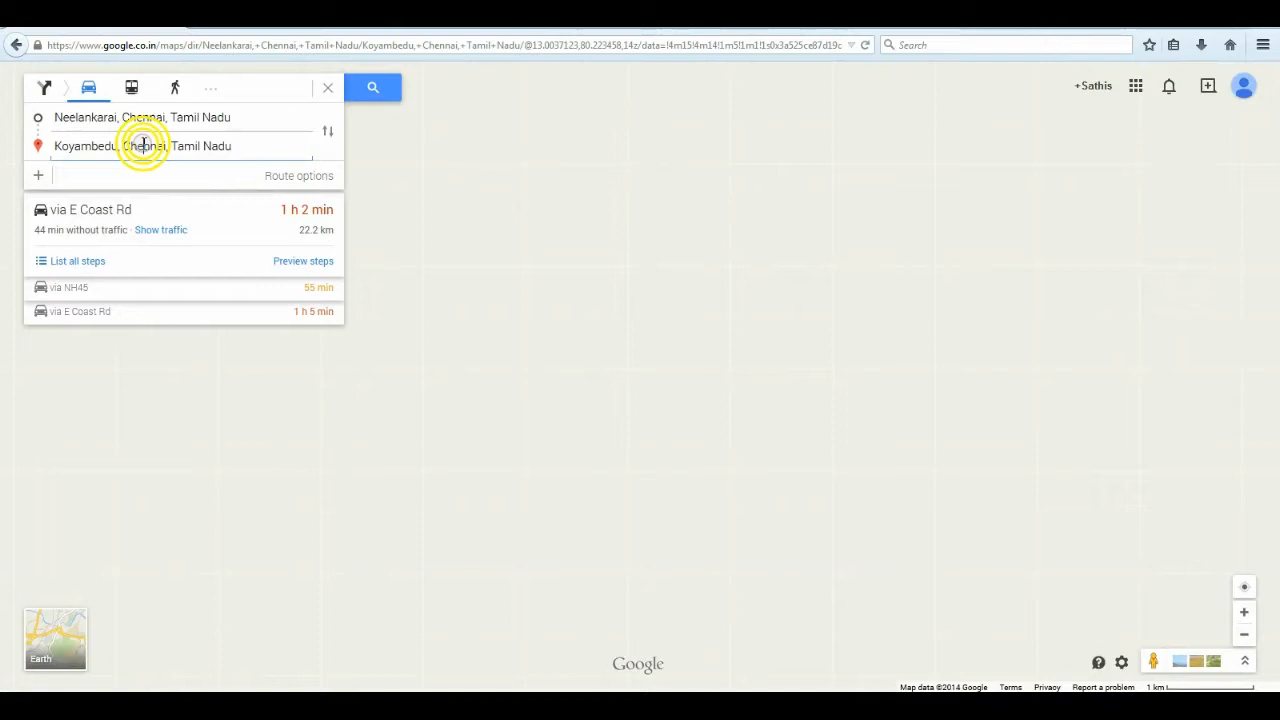 https://www.google.co.in/maps/dir/Neelankarai,+Chennai,+Tamil+Nadu/Koyambedu,+Chennai,+Tamil+Nadu/@13.0037123,80.223458,14z/data=!4m15!4m14!1m5!1m1!1s0x3a525ce87d19c
Search
+Sathis
Neelankarai, Chennai, Tamil Nadu
Koyambedu, Chennai, Tamil Nadu
Route options
via E Coast Rd 1 h 2 min
44 min without traffic · Show traffic 22.2 km
List all steps Preview steps
via NH45 55 min
via E Coast Rd 1 h 5 min
Earth
Google
Map data ©2014 Google Terms Privacy Report a problem 1 km